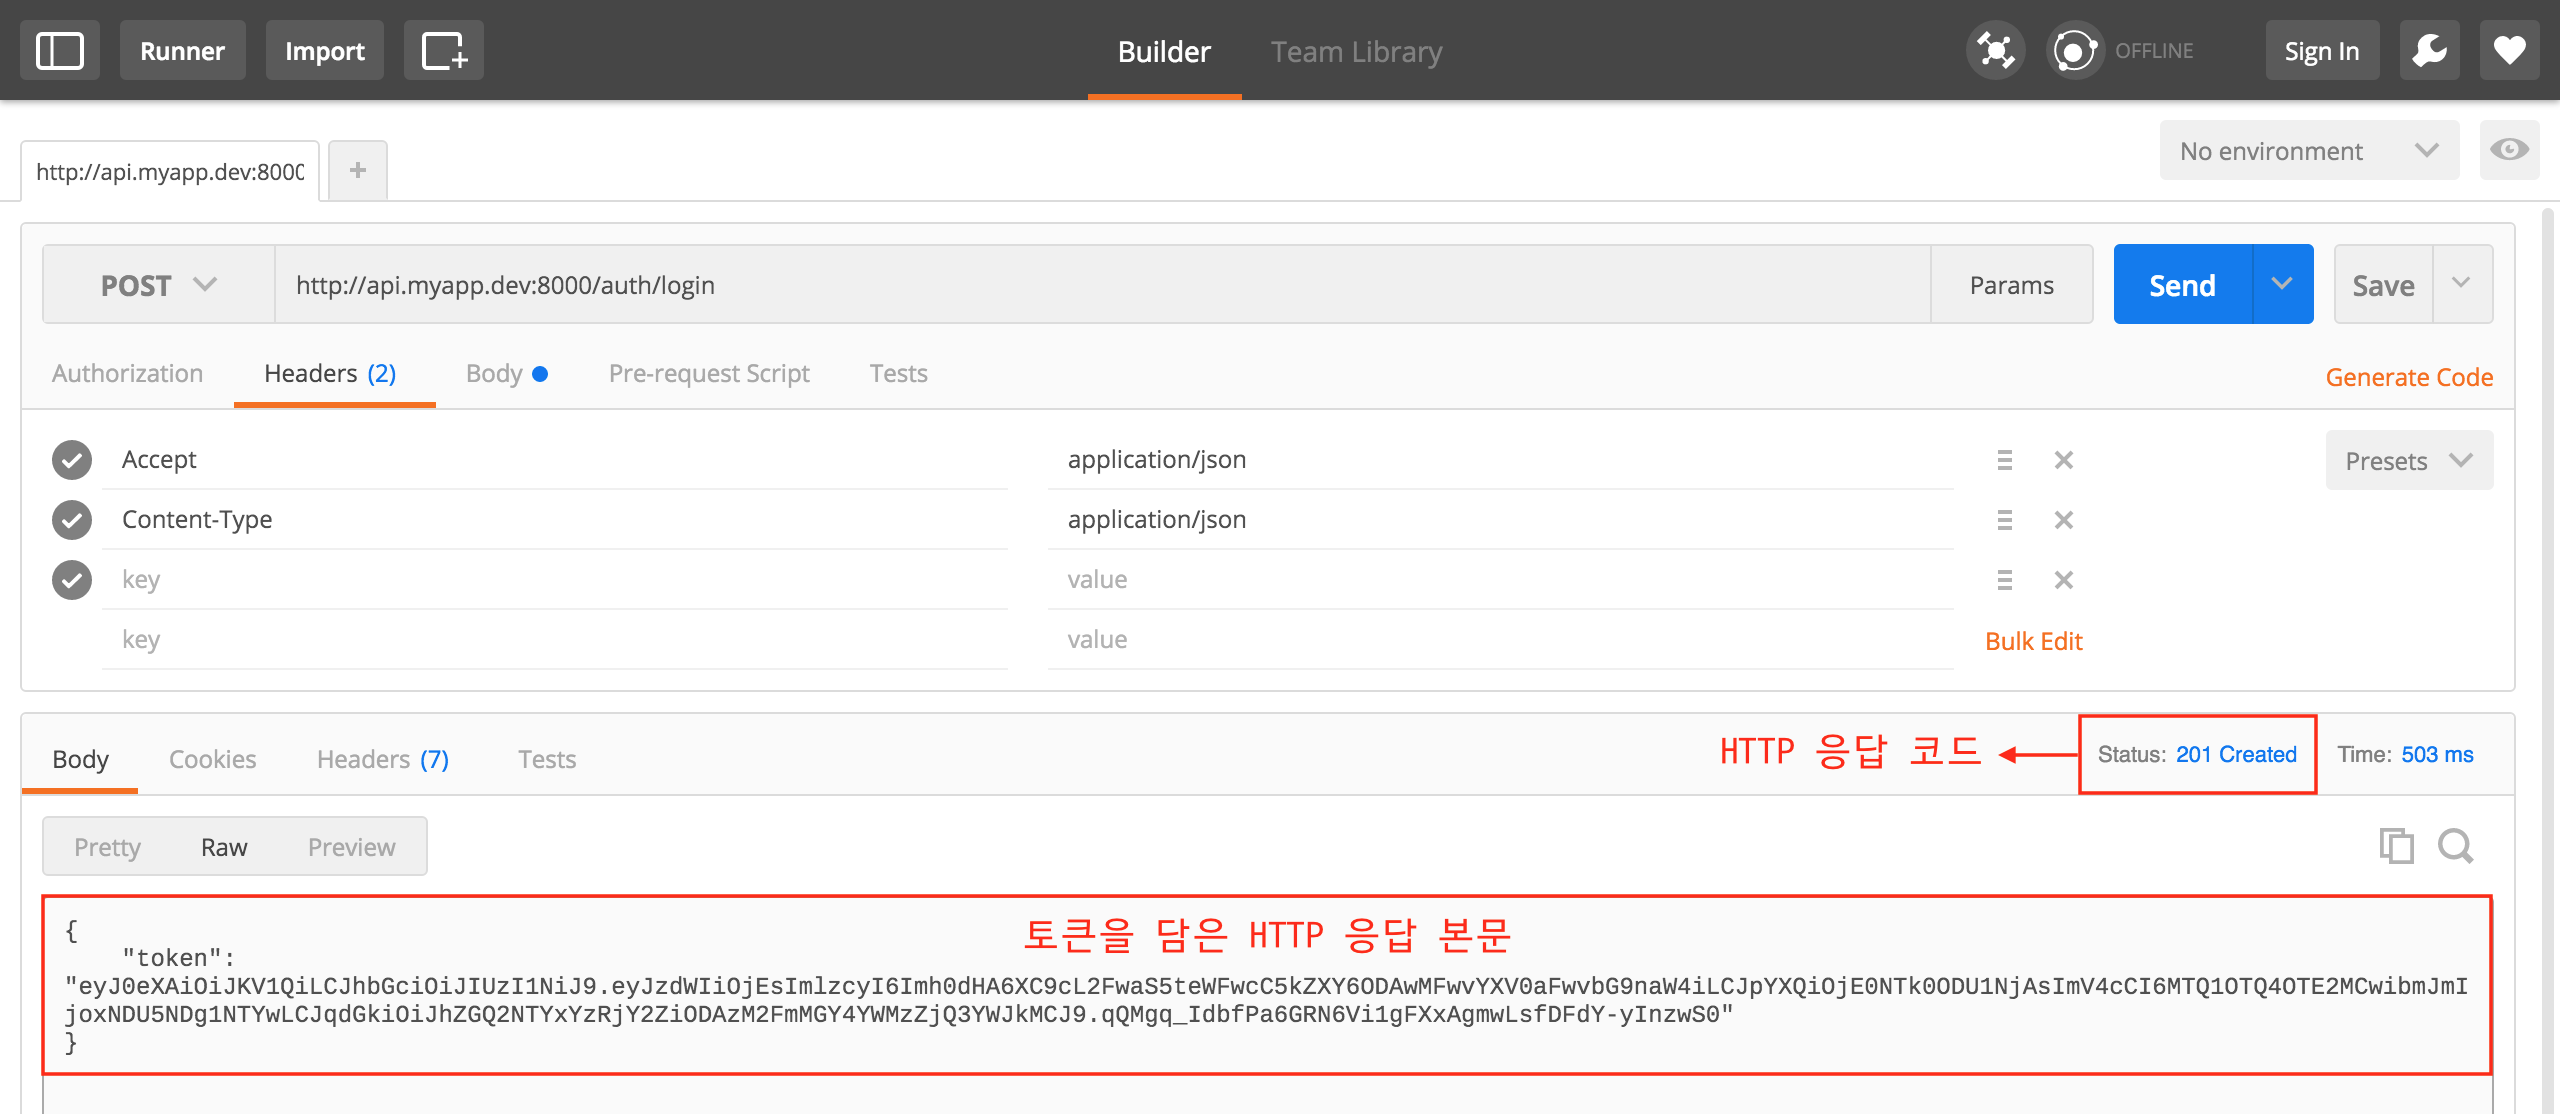 Runner Import Builder Team Library OFFLINE Sign In
http://api.myapp.dev:8000 + No environment
POST http://api.myapp.dev:8000/auth/login Params Send Save
Authorization Headers (2) Body Pre-request Script Tests Generate Code
Accept application/json Presets
Content-Type application/json
key value
key value Bulk Edit
Body Cookies Headers (7) Tests HTTP 응답 코드 Status: 201 Created Time: 503 ms
Pretty Raw Preview
토큰을 담은 HTTP 응답 본문
{
"token":
"eyJ0eXAiOiJKV1QiLCJhbGciOiJIUzI1NiJ9.eyJzdWIiOjEsImlzcyI6Imh0dHA6XC9cL2FwaS5teWFwcC5kZXY6ODAwMFwvYXV0aFwvbG9naW4iLCJpYXQiOjE0NTk0ODU1NjAsImV4cCI6MTQ1OTQ4OTE2MCwibmJmI
joxNDU5NDg1NTYwLCJqdGkiOiJhZGQ2NTYxYzRjY2ZiODAzM2FmMGY4YWMzZjQ3YWJkMCJ9.qQMgq_IdbfPa6GRN6Vi1gFXxAgmwLsfDFdY-yInzwS0"
}